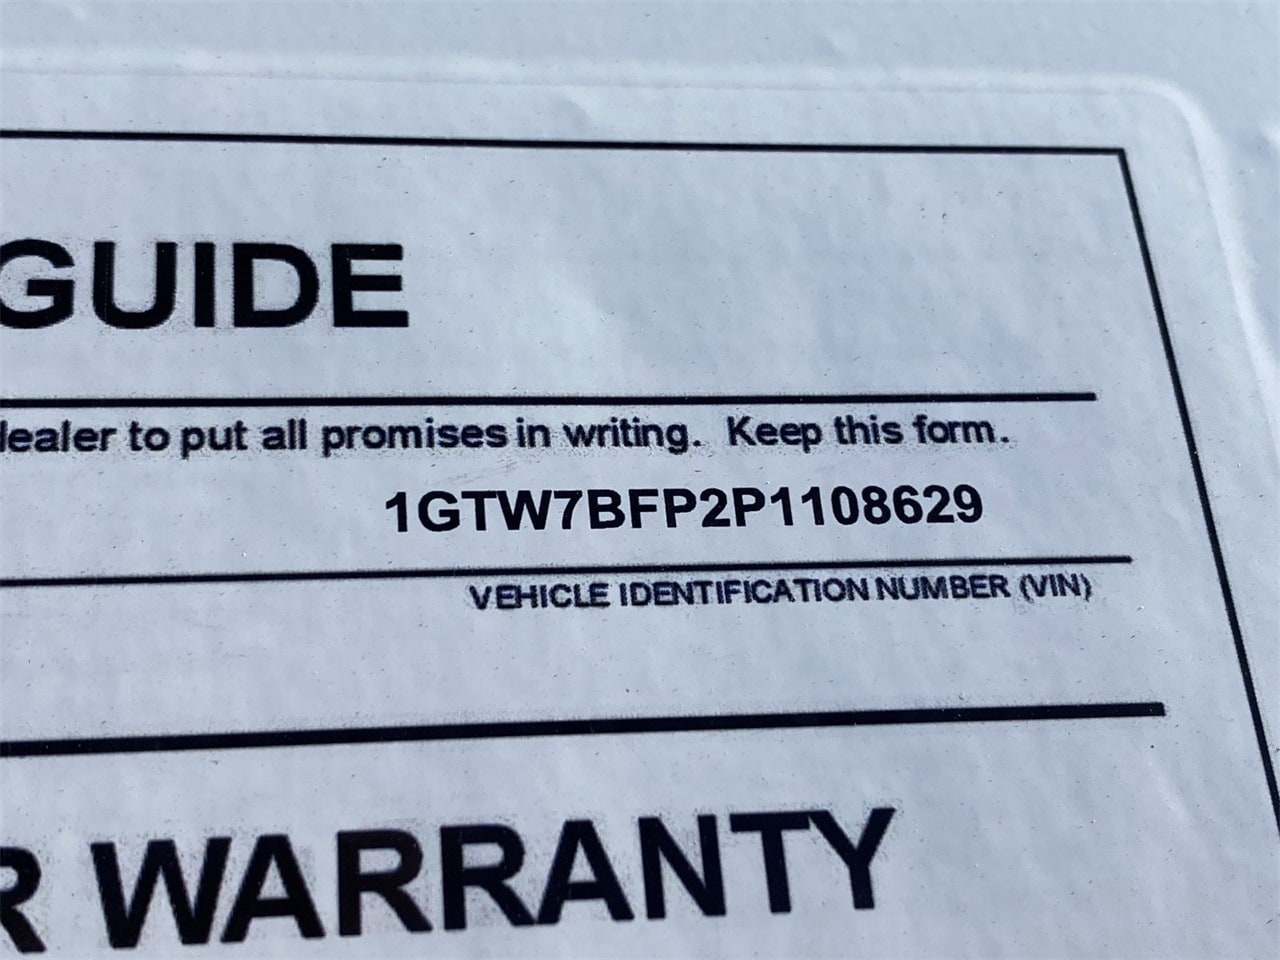 GUIDE
dealer to put all promises in writing. Keep this form.
1GTW7BFP2P1108629
VEHICLE IDENTIFICATION NUMBER (VIN)
R WARRANTY